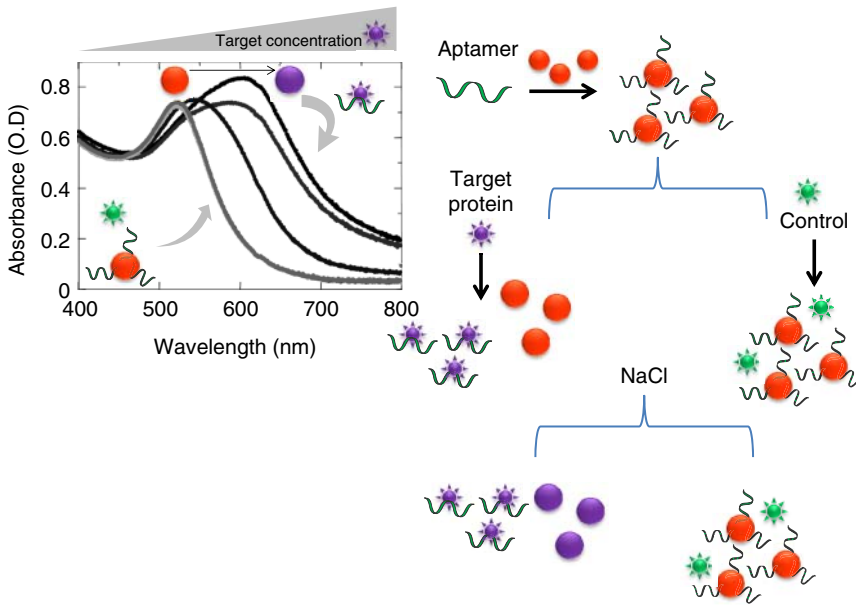 Target concentration
Absorbance (O.D)
0.8
0.6
0.4
0.2
0
400
500
600
700
800
Wavelength (nm)
Aptamer
Target
protein
Control
NaCl